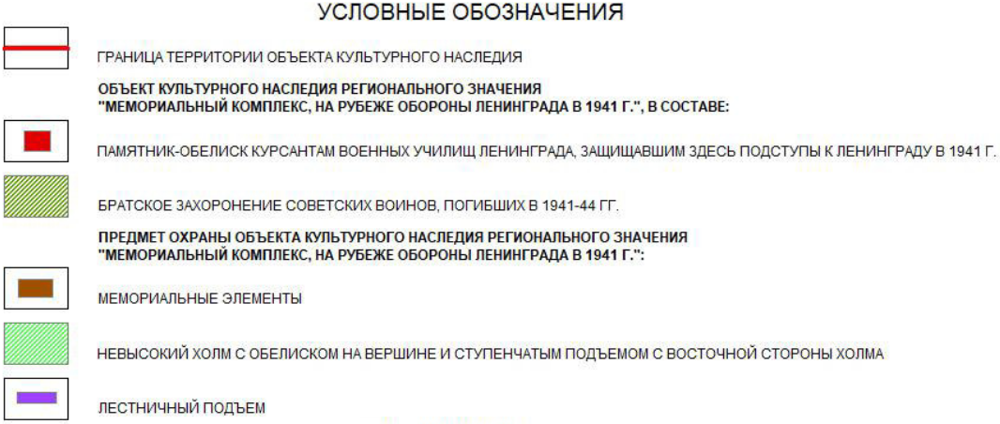 УСЛОВНЫЕ ОБОЗНАЧЕНИЯ
ГРАНИЦА ТЕРРИТОРИИ ОБЪЕКТА КУЛЬТУРНОГО НАСЛЕДИЯ
ОБЪЕКТ КУЛЬТУРНОГО НАСЛЕДИЯ РЕГИОНАЛЬНОГО ЗНАЧЕНИЯ
"МЕМОРИАЛЬНЫЙ КОМПЛЕКС, НА РУБЕЖЕ ОБОРОНЫ ЛЕНИНГРАДА В 1941 Г.", В СОСТАВЕ:
ПАМЯТНИК-ОБЕЛИСК КУРСАНТАМ ВОЕННЫХ УЧИЛИЩ ЛЕНИНГРАДА, ЗАЩИЩАВШИМ ЗДЕСЬ ПОДСТУПЫ К ЛЕНИНГРАДУ В 1941 Г.
БРАТСКОЕ ЗАХОРОНЕНИЕ СОВЕТСКИХ ВОИНОВ, ПОГИБШИХ В 1941-44 ГГ.
ПРЕДМЕТ ОХРАНЫ ОБЪЕКТА КУЛЬТУРНОГО НАСЛЕДИЯ РЕГИОНАЛЬНОГО ЗНАЧЕНИЯ
"МЕМОРИАЛЬНЫЙ КОМПЛЕКС, НА РУБЕЖЕ ОБОРОНЫ ЛЕНИНГРАДА В 1941 Г.":
МЕМОРИАЛЬНЫЕ ЭЛЕМЕНТЫ
НЕВЫСОКИЙ ХОЛМ С ОБЕЛИСКОМ НА ВЕРШИНЕ И СТУПЕНЧАТЫМ ПОДЪЕМОМ С ВОСТОЧНОЙ СТОРОНЫ ХОЛМА
ЛЕСТНИЧНЫЙ ПОДЪЕМ